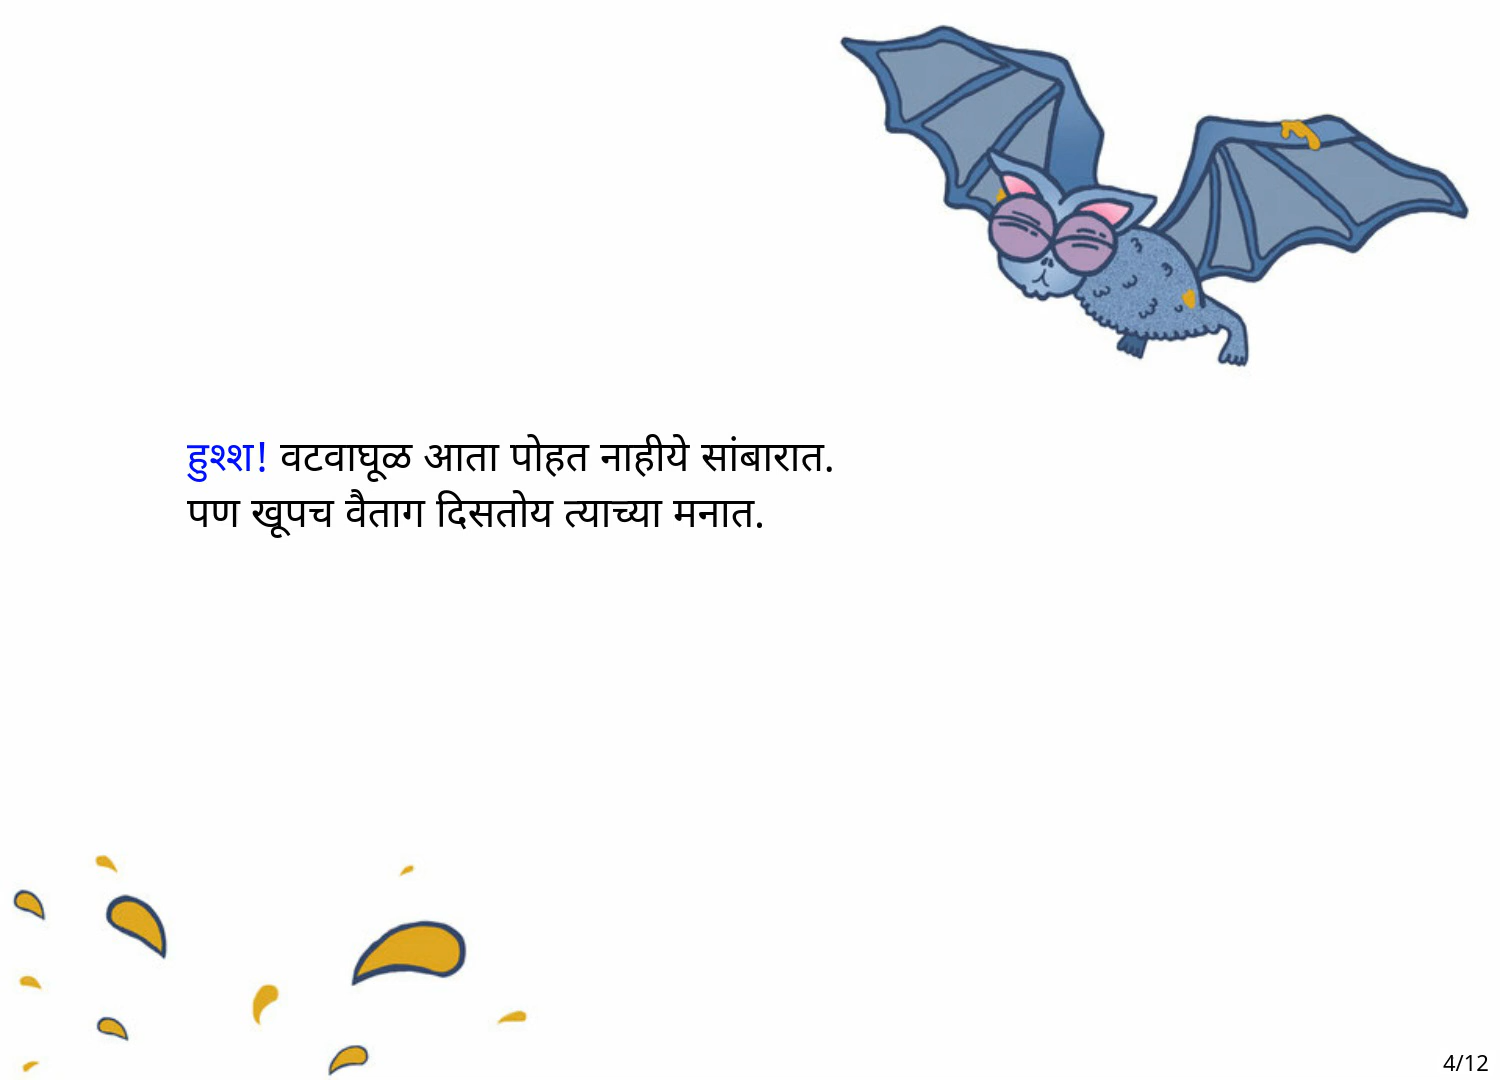 हुश्श! वटवाघूळ आता पोहत नाहीये सांबारात.
पण खूपच वैताग दिसतोय त्याच्या मनात.
4/12